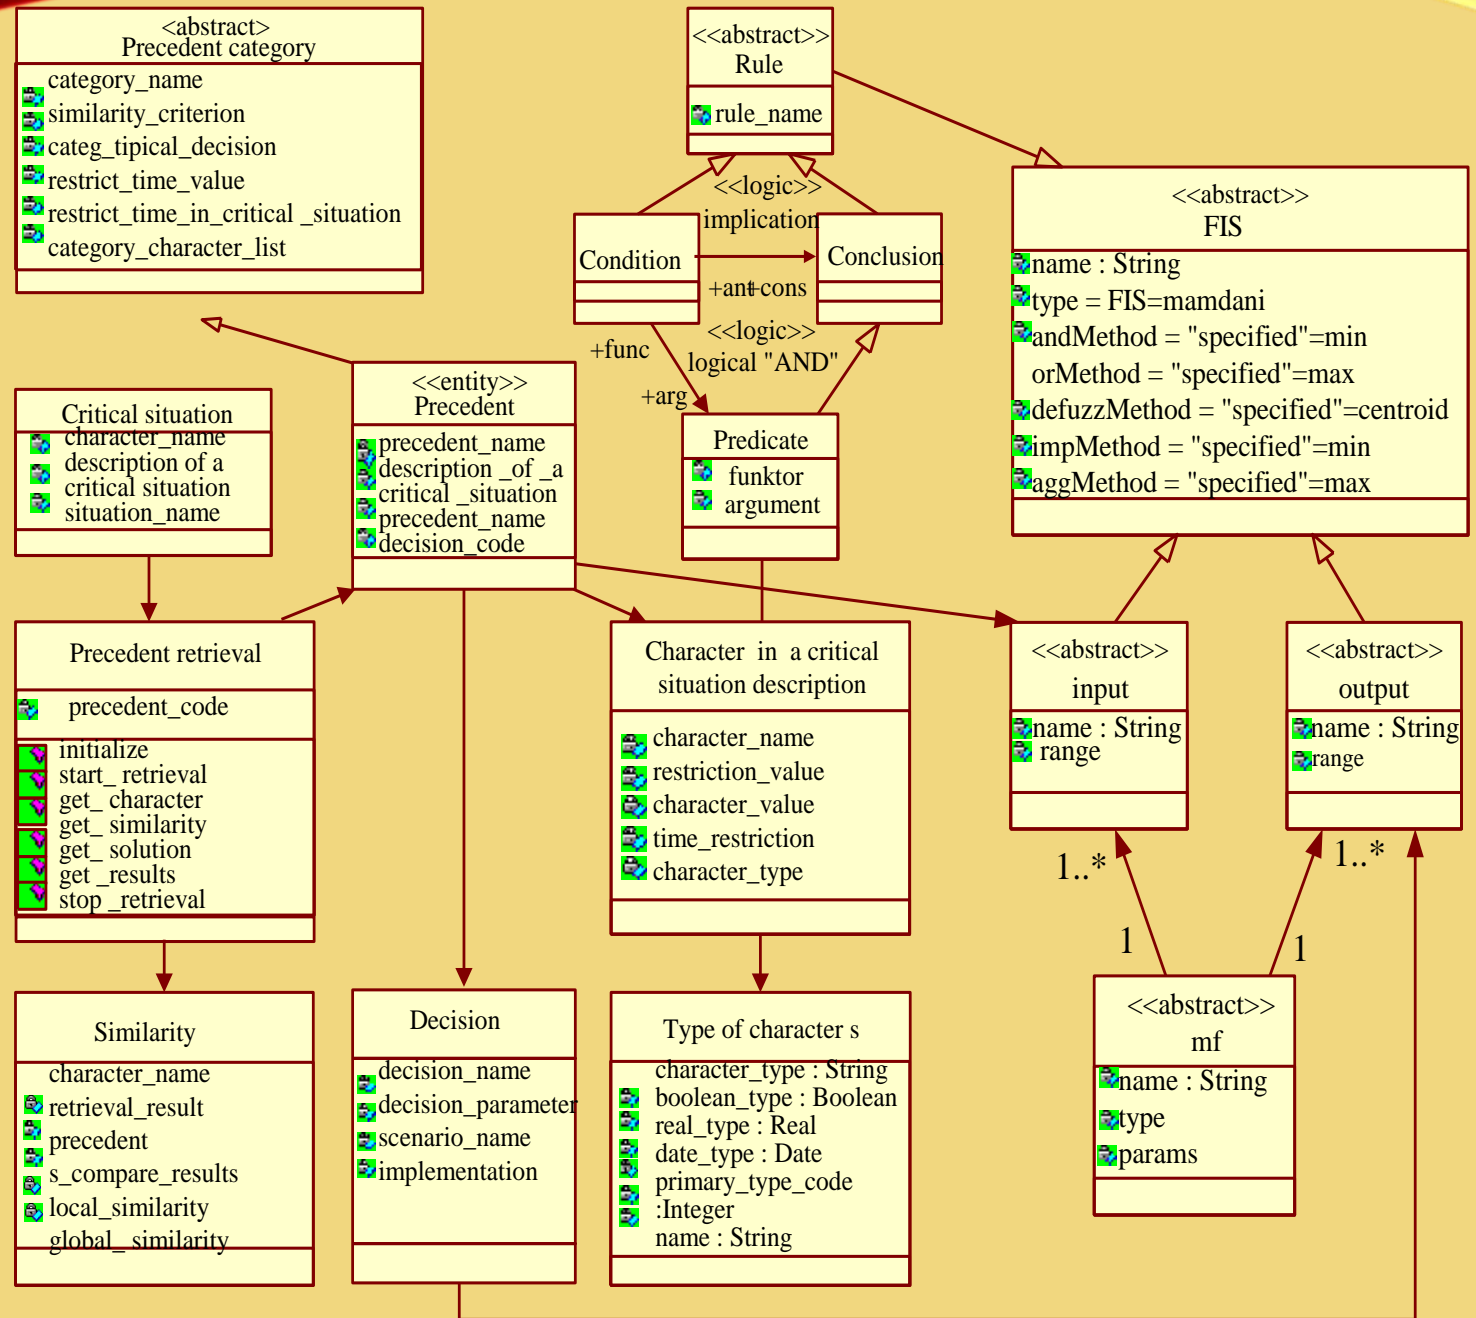 <abstract>
Precedent category
category_name
similarity_criterion
categ_tipical_decision
restrict_time_value
restrict_time_in_critical _situation
category_character_list
<<abstract>>
Rule
rule_name
<<logic>>
implication
Condition
Conclusion
+ant
+cons
<<logic>>
logical "AND"
+func
+arg
Predicate
funktor
argument
<<abstract>>
FIS
name : String
type = FIS=mamdani
andMethod = "specified"=min
orMethod = "specified"=max
defuzzMethod = "specified"=centroid
impMethod = "specified"=min
aggMethod = "specified"=max
Critical situation
character_name
description of a
critical situation
situation_name
<<entity>>
Precedent
precedent_name
description _of _a
critical _situation
precedent_name
decision_code
Precedent retrieval
precedent_code
initialize
start_ retrieval
get_ character
get_ similarity
get_ solution
get _results
stop _retrieval
Character in a critical
situation description
character_name
restriction_value
character_value
time_restriction
character_type
<<abstract>>
input
name : String
range
<<abstract>>
output
name : String
range
1..*
1..*
1
1
Similarity
character_name
retrieval_result
precedent
s_compare_results
local_similarity
global_ similarity
Decision
decision_name
decision_parameter
scenario_name
implementation
Type of character s
character_type : String
boolean_type : Boolean
real_type : Real
date_type : Date
primary_type_code
:Integer
name : String
<<abstract>>
mf
name : String
type
params